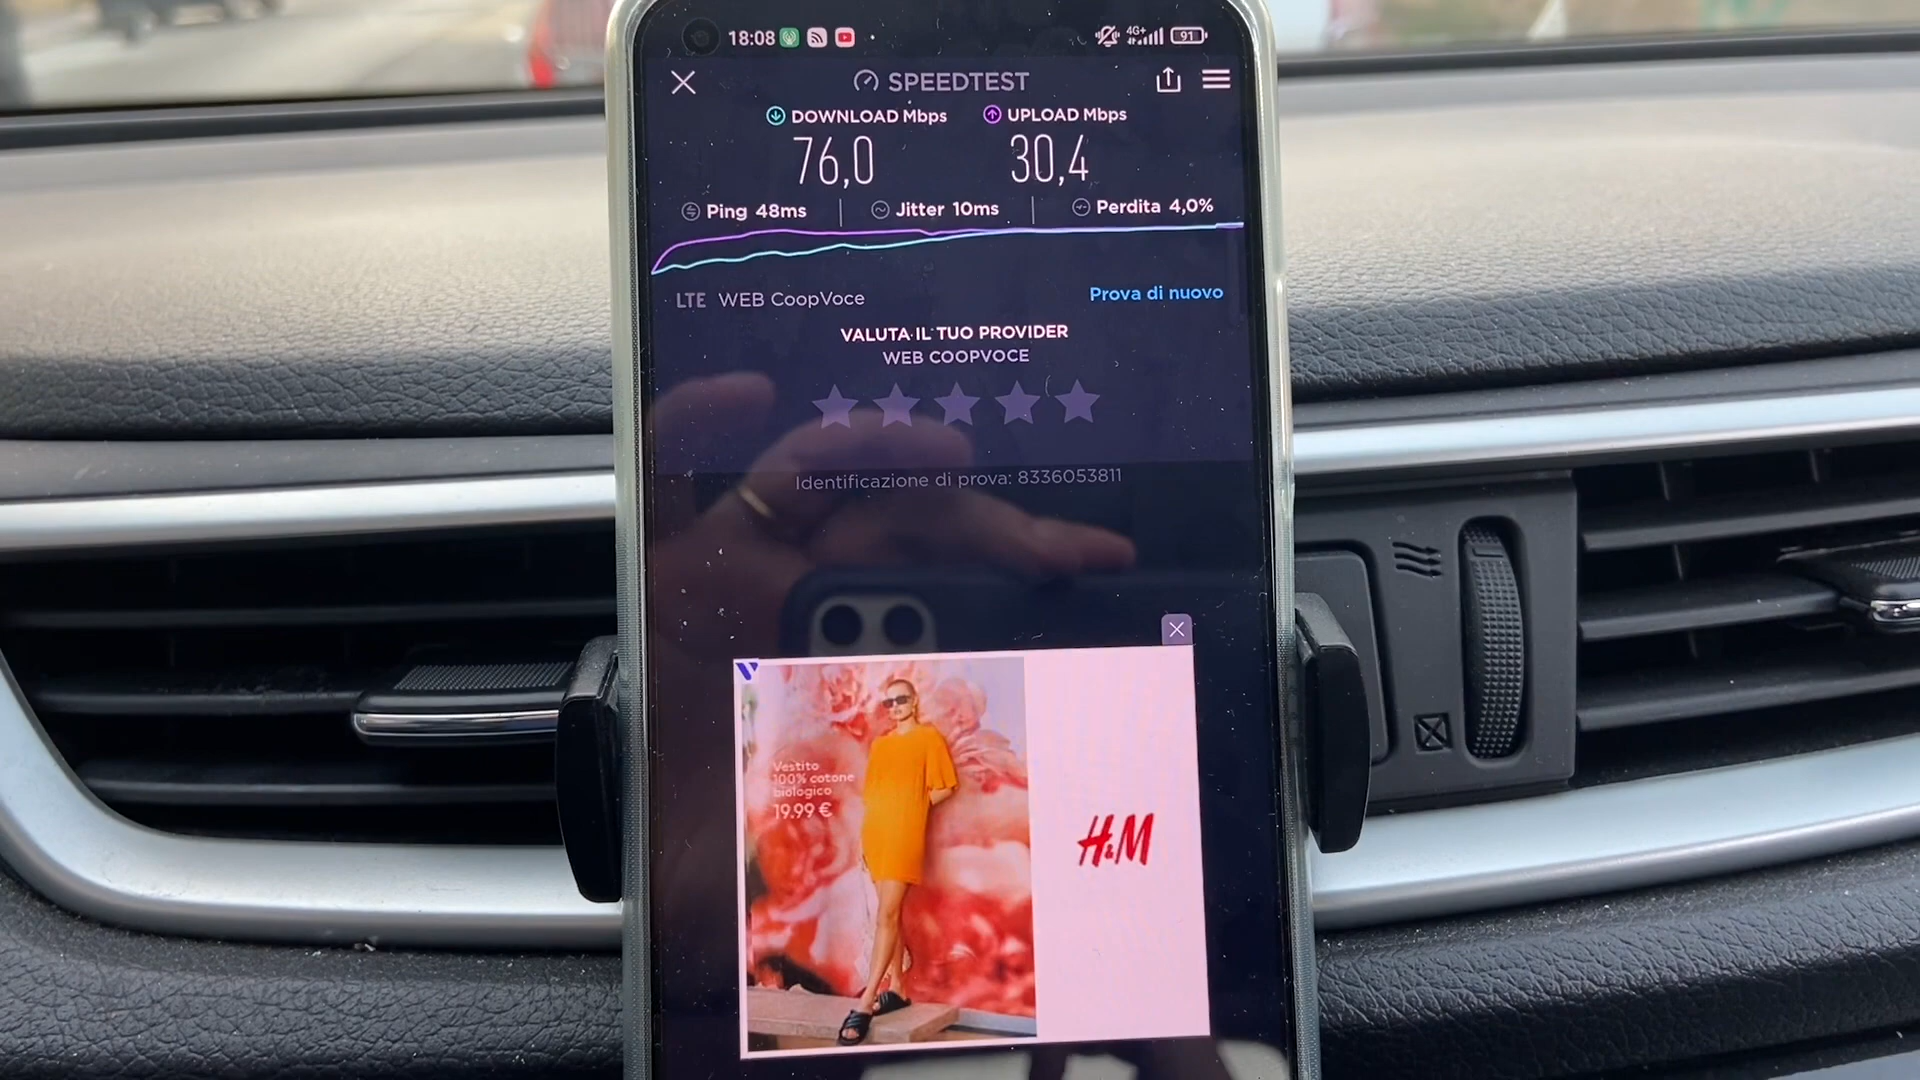 18:08
4G+
91
SPEEDTEST
DOWNLOAD Mbps
UPLOAD Mbps
76,0
30,4
Ping 48ms
Jitter 10ms
Perdita 4,0%
LTE WEB CoopVoce
Prova di nuovo
VALUTA IL TUO PROVIDER
WEB COOPVOCE
Identificazione di prova: 8336053811
Vestito
100% cotone
biologico
19.99 €
H&M